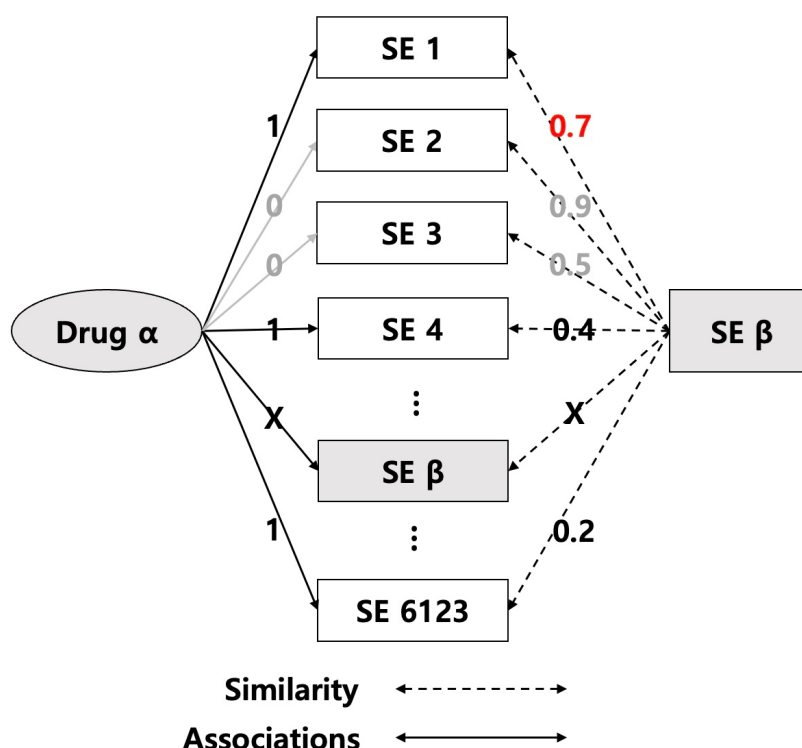 SE 1
1
0.7
SE 2
0
0.9
SE 3
0
0.5
Drug α
1
SE 4
0.4
SE β
X
X
SE β
1
0.2
SE 6123
Similarity
Associations